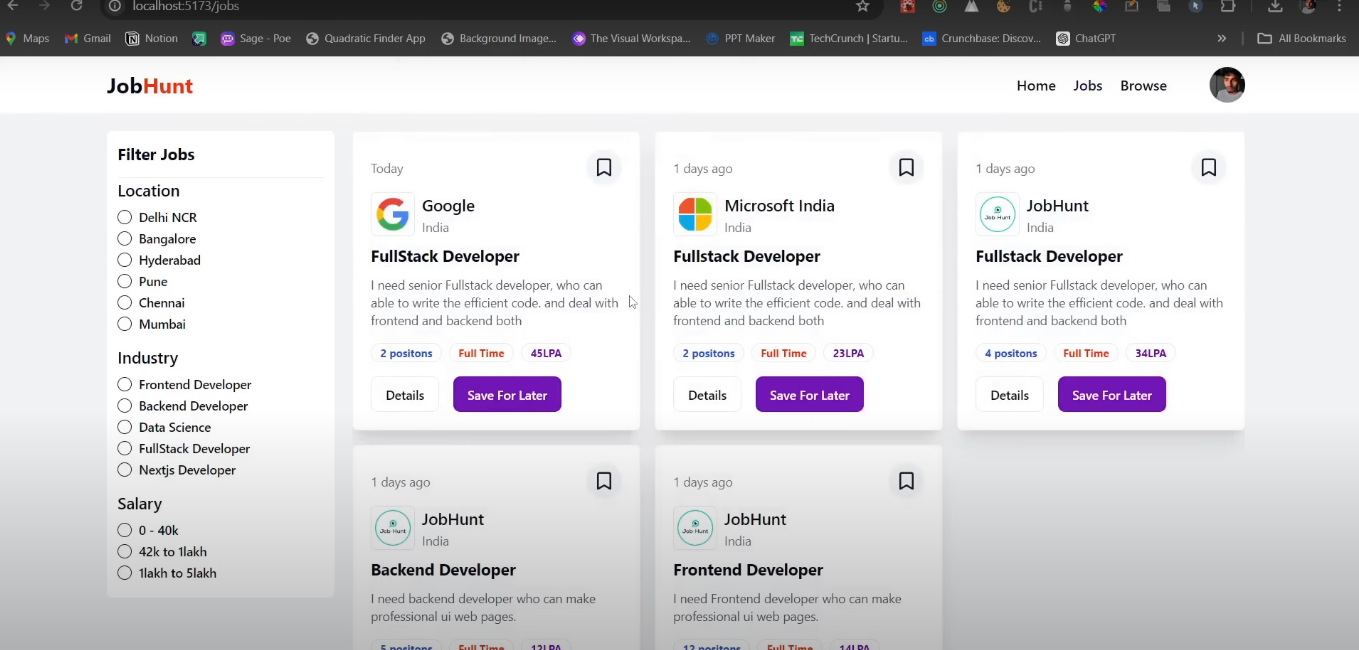 localhost:5173/jobs
Maps Gmail Notion Sage - Poe Quadratic Finder App Background Image... The Visual Workspa... PPT Maker TechCrunch | Startu... Crunchbase: Discov... ChatGPT » All Bookmarks
JobHunt
Home Jobs Browse
Filter Jobs
Location
Delhi NCR
Bangalore
Hyderabad
Pune
Chennai
Mumbai
Industry
Frontend Developer
Backend Developer
Data Science
FullStack Developer
Nextjs Developer
Salary
0 - 40k
42k to 1lakh
1lakh to 5lakh
Today
Google
India
FullStack Developer
I need senior Fullstack developer, who can
able to write the efficient code. and deal with
frontend and backend both
2 positons Full Time 45LPA
Details Save For Later
1 days ago
Microsoft India
India
Fullstack Developer
I need senior Fullstack developer, who can
able to write the efficient code. and deal with
frontend and backend both
2 positons Full Time 23LPA
Details Save For Later
1 days ago
Job Hunt
JobHunt
India
Fullstack Developer
I need senior Fullstack developer, who can
able to write the efficient code. and deal with
frontend and backend both
4 positons Full Time 34LPA
Details Save For Later
1 days ago
Job Hunt
JobHunt
India
Backend Developer
I need backend developer who can make
professional ui web pages.
5 positons Full Time 12LPA
1 days ago
Job Hunt
JobHunt
India
Frontend Developer
I need Frontend developer who can make
professional ui web pages.
12 positons Full Time 14LPA